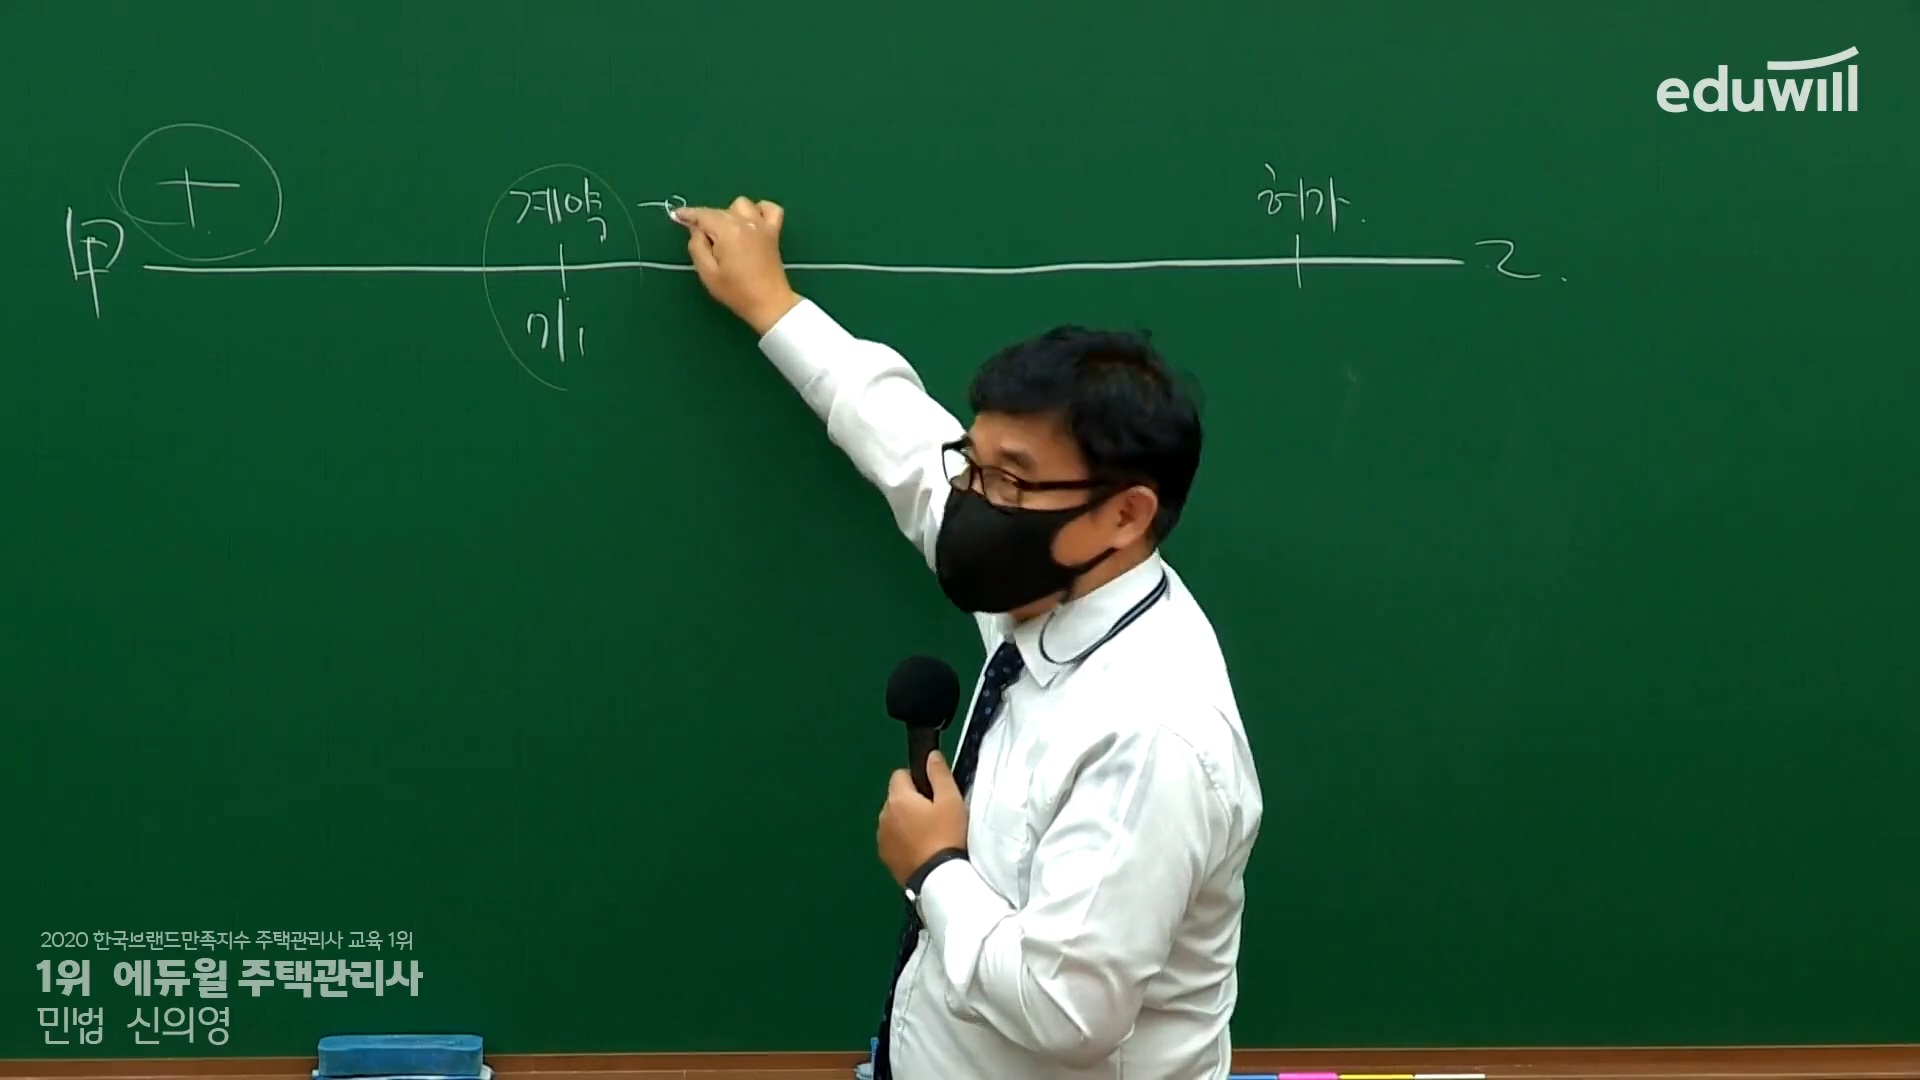 eduwill
계약
허가.
甲
乙.
7/1
2020 한국브랜드만족지수 주택관리사 교육 1위
1위 에듀윌 주택관리사
민법 신의영